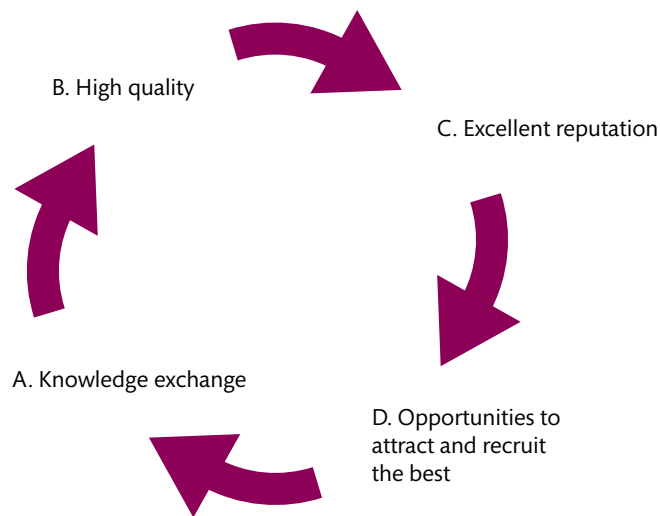 B. High quality
C. Excellent reputation
A. Knowledge exchange
D. Opportunities to
attract and recruit
the best